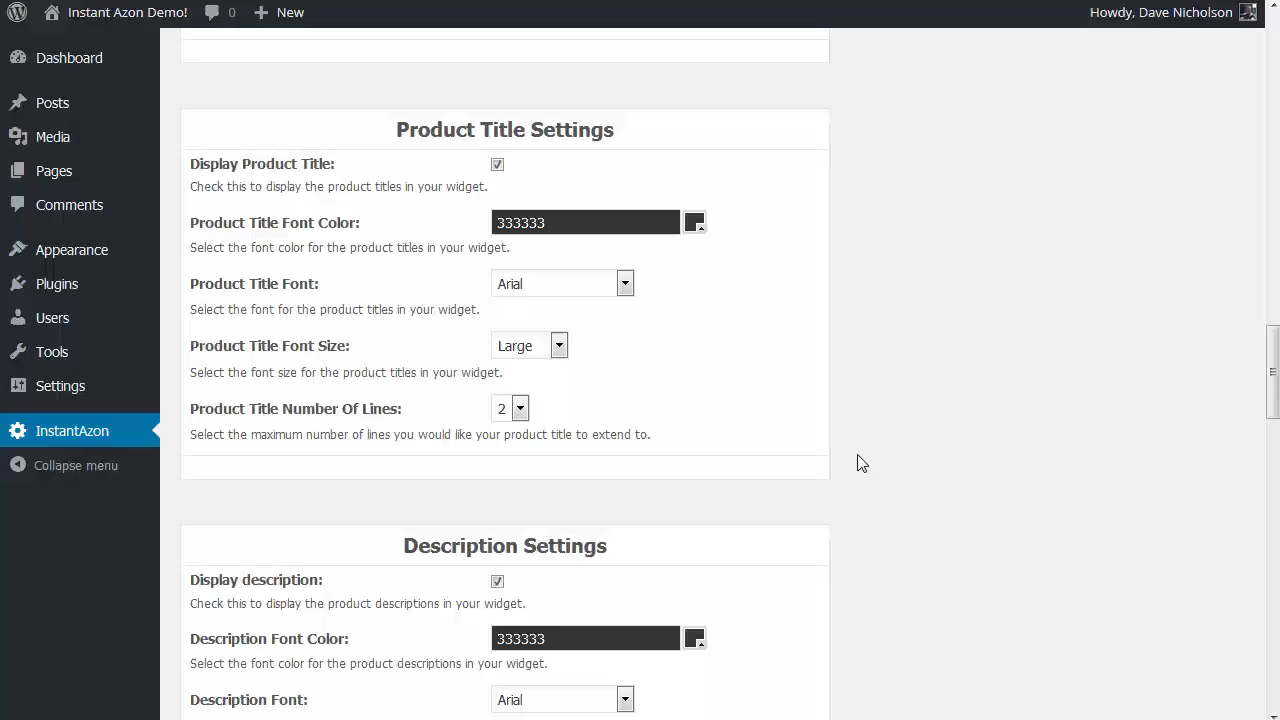 Instant Azon Demo! 0 New Howdy, Dave Nicholson
Dashboard
Posts
Media
Pages
Comments
Appearance
Plugins
Users
Tools
Settings
InstantAzon
Collapse menu
Product Title Settings
Display Product Title:
Check this to display the product titles in your widget.
Product Title Font Color: 333333
Select the font color for the product titles in your widget.
Product Title Font: Arial
Select the font for the product titles in your widget.
Product Title Font Size: Large
Select the font size for the product titles in your widget.
Product Title Number Of Lines: 2
Select the maximum number of lines you would like your product title to extend to.
Description Settings
Display description:
Check this to display the product descriptions in your widget.
Description Font Color: 333333
Select the font color for the product descriptions in your widget.
Description Font: Arial